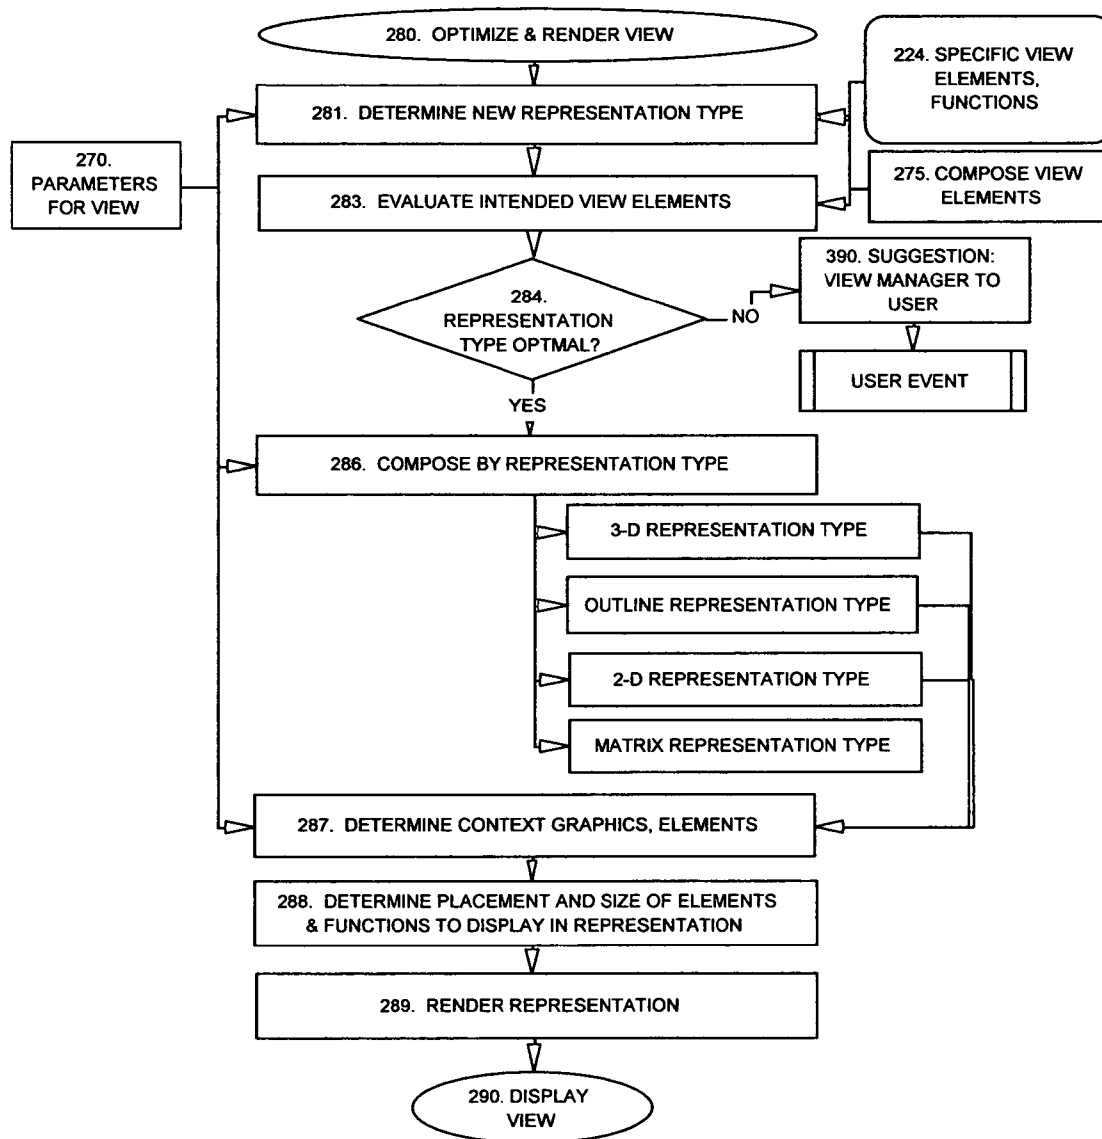 280. OPTIMIZE & RENDER VIEW
224. SPECIFIC VIEW
ELEMENTS,
FUNCTIONS
281. DETERMINE NEW REPRESENTATION TYPE
270.
PARAMETERS
FOR VIEW
275. COMPOSE VIEW
ELEMENTS
283. EVALUATE INTENDED VIEW ELEMENTS
390. SUGGESTION:
VIEW MANAGER TO
USER
284.
REPRESENTATION
TYPE OPTMAL?
NO
USER EVENT
YES
286. COMPOSE BY REPRESENTATION TYPE
3-D REPRESENTATION TYPE
OUTLINE REPRESENTATION TYPE
2-D REPRESENTATION TYPE
MATRIX REPRESENTATION TYPE
287. DETERMINE CONTEXT GRAPHICS, ELEMENTS
288. DETERMINE PLACEMENT AND SIZE OF ELEMENTS
& FUNCTIONS TO DISPLAY IN REPRESENTATION
289. RENDER REPRESENTATION
290. DISPLAY
VIEW